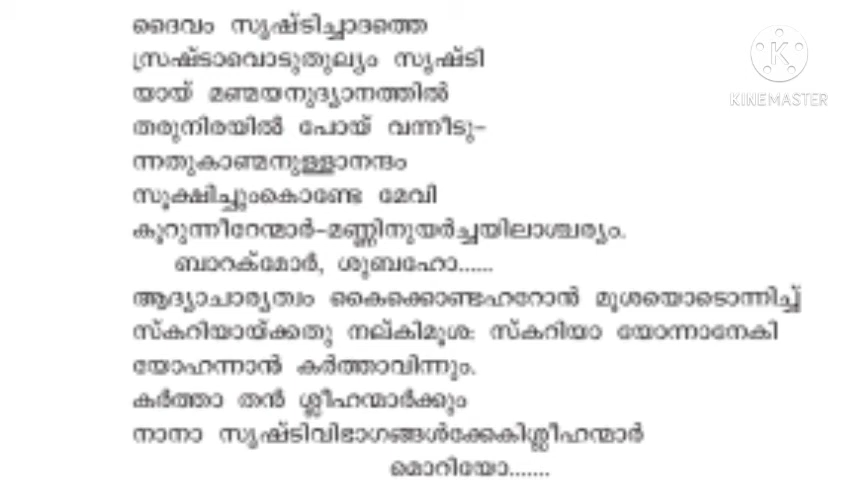 ദൈവം സൃഷ്ടിച്ചാദത്തെ
സ്രഷ്ടാവൊടുതുല്യം സൃഷ്ടി
യായ് മണ്മയനുദ്യാനത്തിൽ
തരുനിരയിൽ പോയ് വന്നീടു-
ന്നതുകാണ്മനുള്ളാനന്ദം
സൂക്ഷിച്ചുംകൊണ്ടേ മേവി
കൂറുന്നീറേന്മാർ-മണ്ണിനുയർച്ചയിലാശ്ചര്യം.
ബാറക്മോർ, ശുബഹോ......
ആദ്യാചാര്യത്വം കൈക്കൊണ്ടഹറോൻ മൂശയൊടൊന്നിച്ച്
സ്കറിയായ്ക്കതു നല്കിമൂശ: സ്കറിയാ യോന്നാനേകി
യോഹന്നാൻ കർത്താവിന്നും.
കർത്താ തൻ ശ്ലീഹന്മാർക്കും
നാനാ സൃഷ്ടിവിഭാഗങ്ങൾക്കേകിശ്ലീഹന്മാർ
മൊറിയോ.......
KINEMASTER